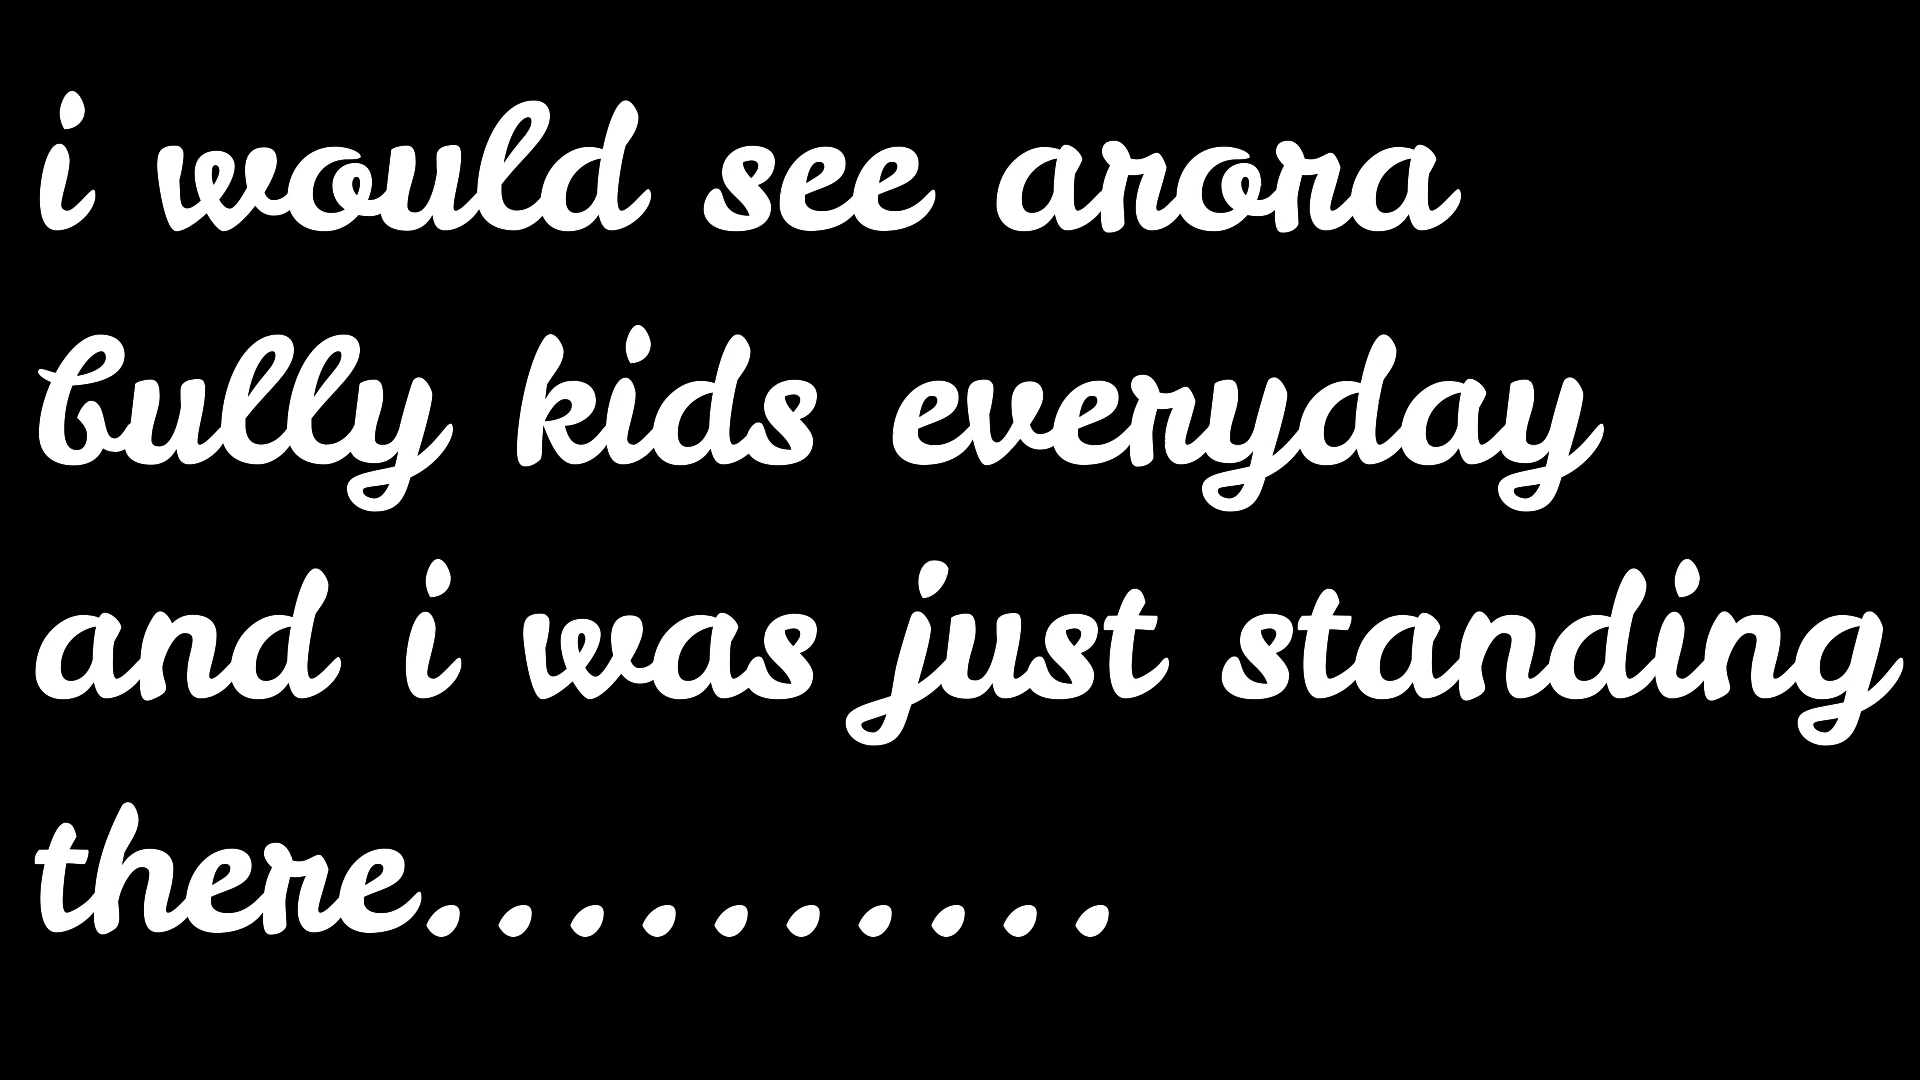 i would see arora
bully kids everyday
and i was just standing
there..........